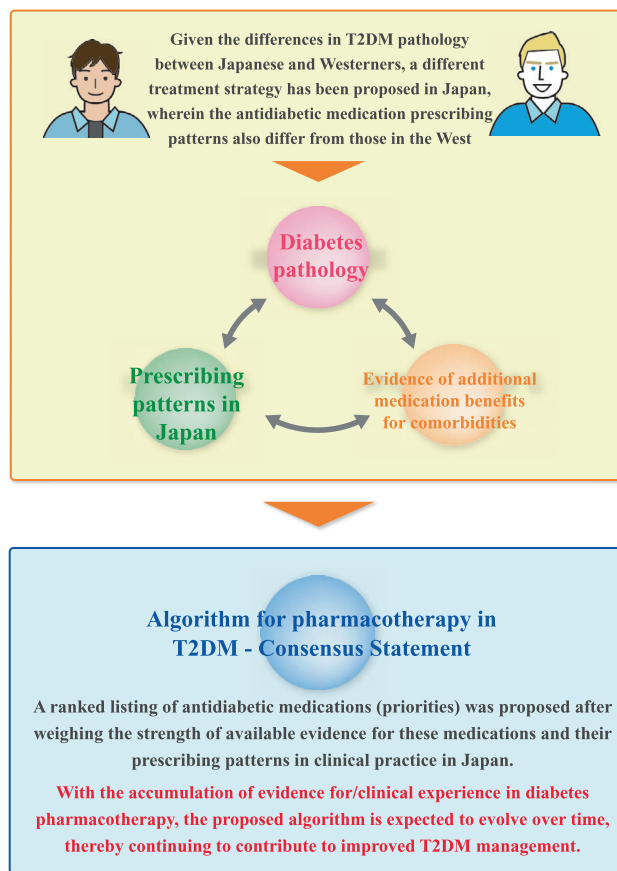 Given the differences in T2DM pathology
between Japanese and Westerners, a different
treatment strategy has been proposed in Japan,
wherein the antidiabetic medication prescribing
patterns also differ from those in the West
Diabetes
pathology
Prescribing
patterns in
Japan
Evidence of additional
medication benefits
for comorbidities
Algorithm for pharmacotherapy in
T2DM - Consensus Statement
A ranked listing of antidiabetic medications (priorities) was proposed after
weighing the strength of available evidence for these medications and their
prescribing patterns in clinical practice in Japan.
With the accumulation of evidence for/clinical experience in diabetes
pharmacotherapy, the proposed algorithm is expected to evolve over time,
thereby continuing to contribute to improved T2DM management.